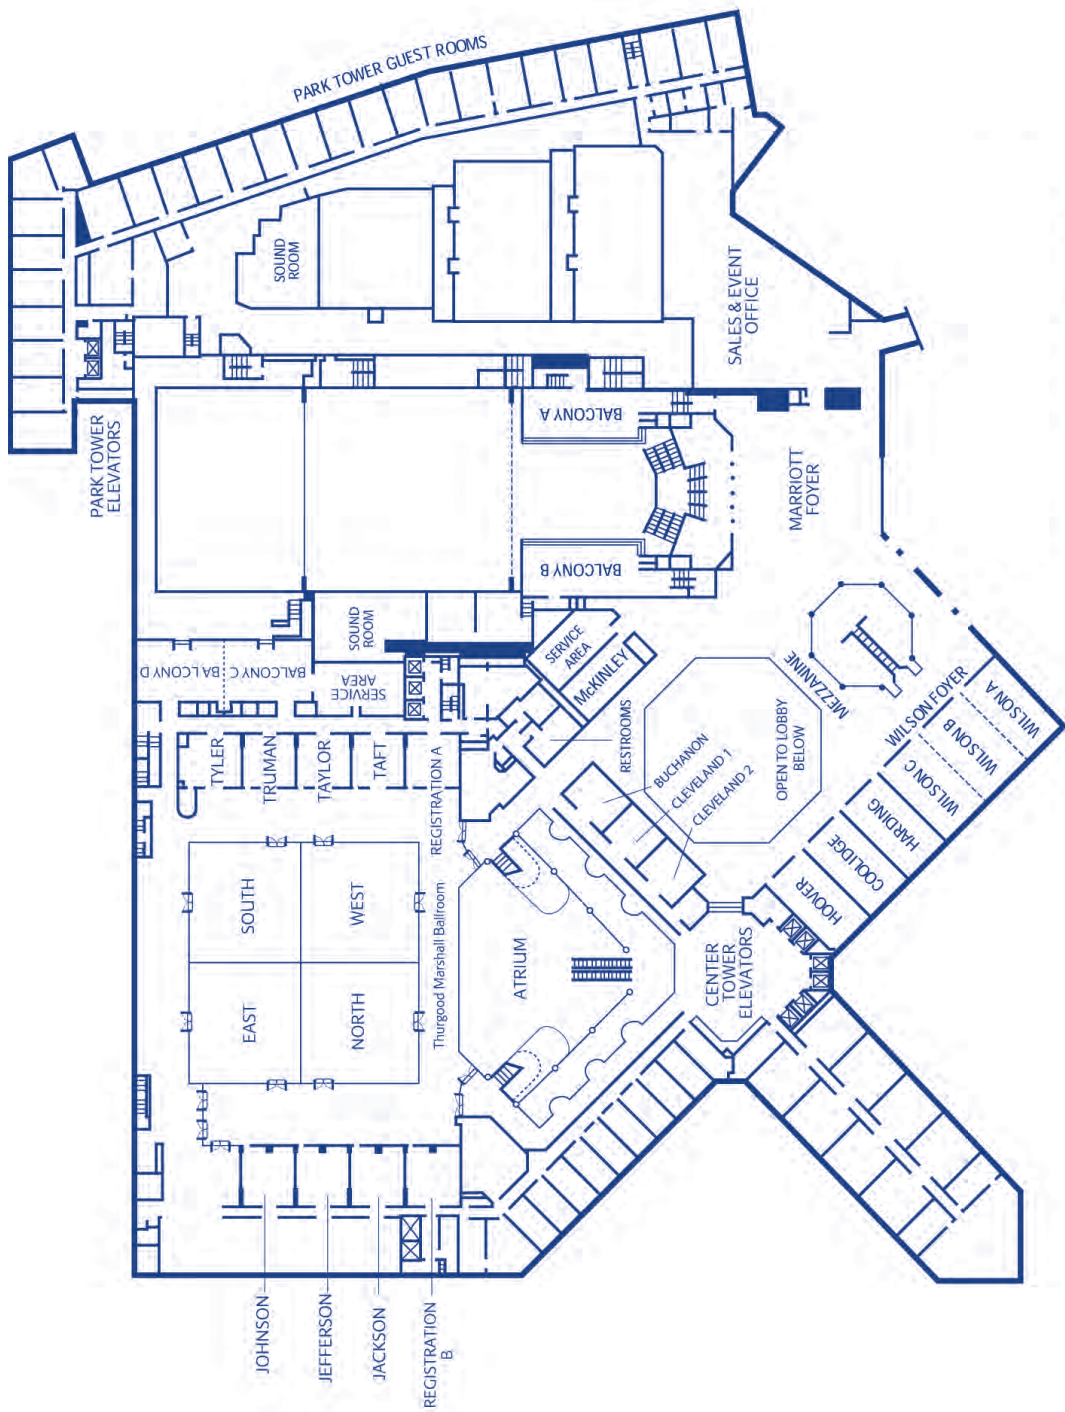 PARK TOWER GUEST ROOMS
SOUND
ROOM
SALES & EVENT
OFFICE
PARK TOWER
ELEVATORS
BALCONY A
MARRIOTT
FOYER
BALCONY B
SOUND
ROOM
SERVICE
AREA
McKINLEY
BALCONY D
BALCONY C
BALCONY C
SERVICE
AREA
MEZZANINE
WILSON FOYER
WILSON A
WILSON B
WILSON C
HARDING
COOLIDGE
HOOVER
OPEN TO LOBBY
BELOW
RESTROOMS
BUCHANON
CLEVELAND 1
CLEVELAND 2
TYLER
TRUMAN
TAYLOR
TAFT
REGISTRATION A
SOUTH
WEST
EAST
NORTH
Thurgood Marshall Ballroom
ATRIUM
CENTER
TOWER
ELEVATORS
JOHNSON
JEFFERSON
JACKSON
REGISTRATION
B